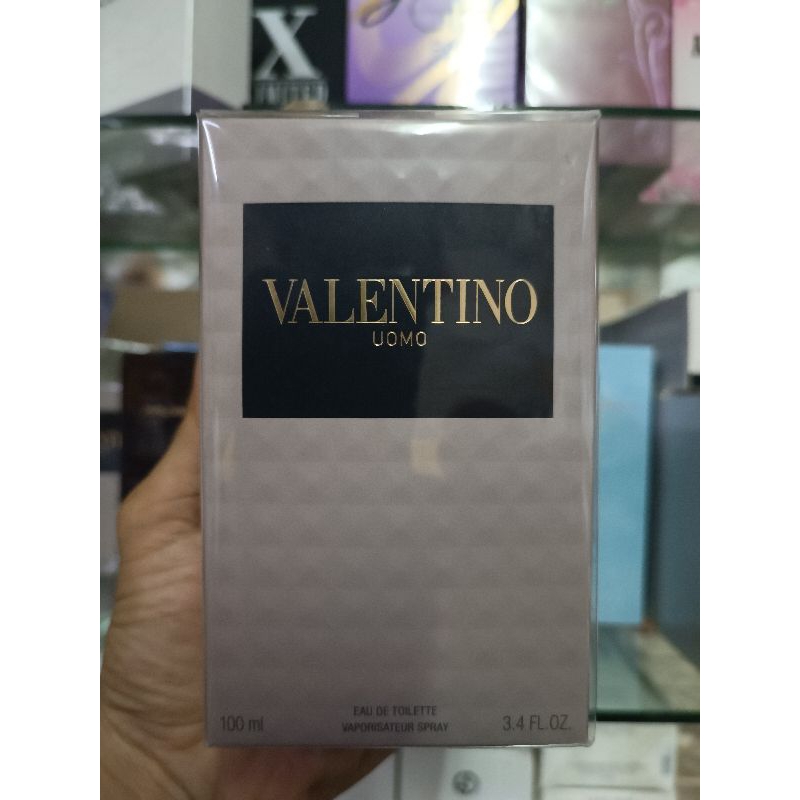 X
VALENTINO
UOMO
EAU DE TOILETTE
100 ml VAPORISATEUR SPRAY 3.4 FL.OZ.